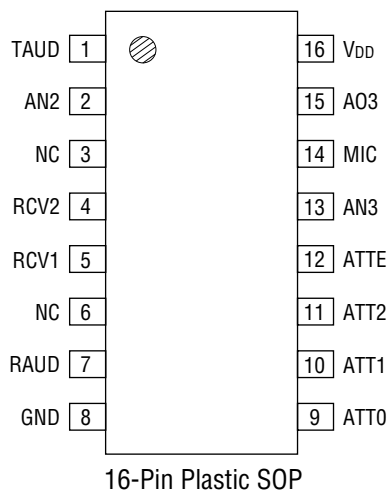 TAUD 1 16 VDD
AN2 2 15 AO3
NC 3 14 MIC
RCV2 4 13 AN3
RCV1 5 12 ATTE
NC 6 11 ATT2
RAUD 7 10 ATT1
GND 8 9 ATT0
16-Pin Plastic SOP